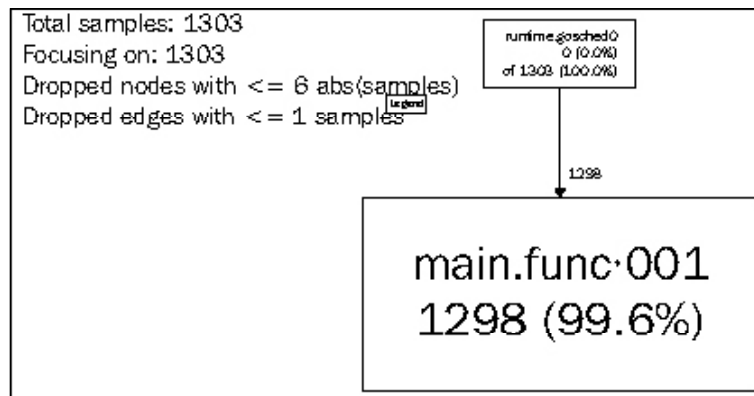 Total samples: 1303
Focusing on: 1303
Dropped nodes with <= 6 abs(samples)
Dropped edges with <= 1 samples
Legend
runtime.gosched0
0 (0.0%)
of 1303 (100.0%)
1298
main.func·001
1298 (99.6%)